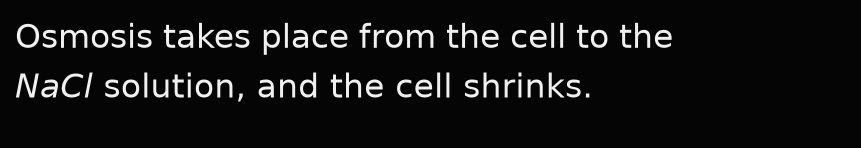 Osmosis takes place from the cell to the
NaCl solution, and the cell shrinks.